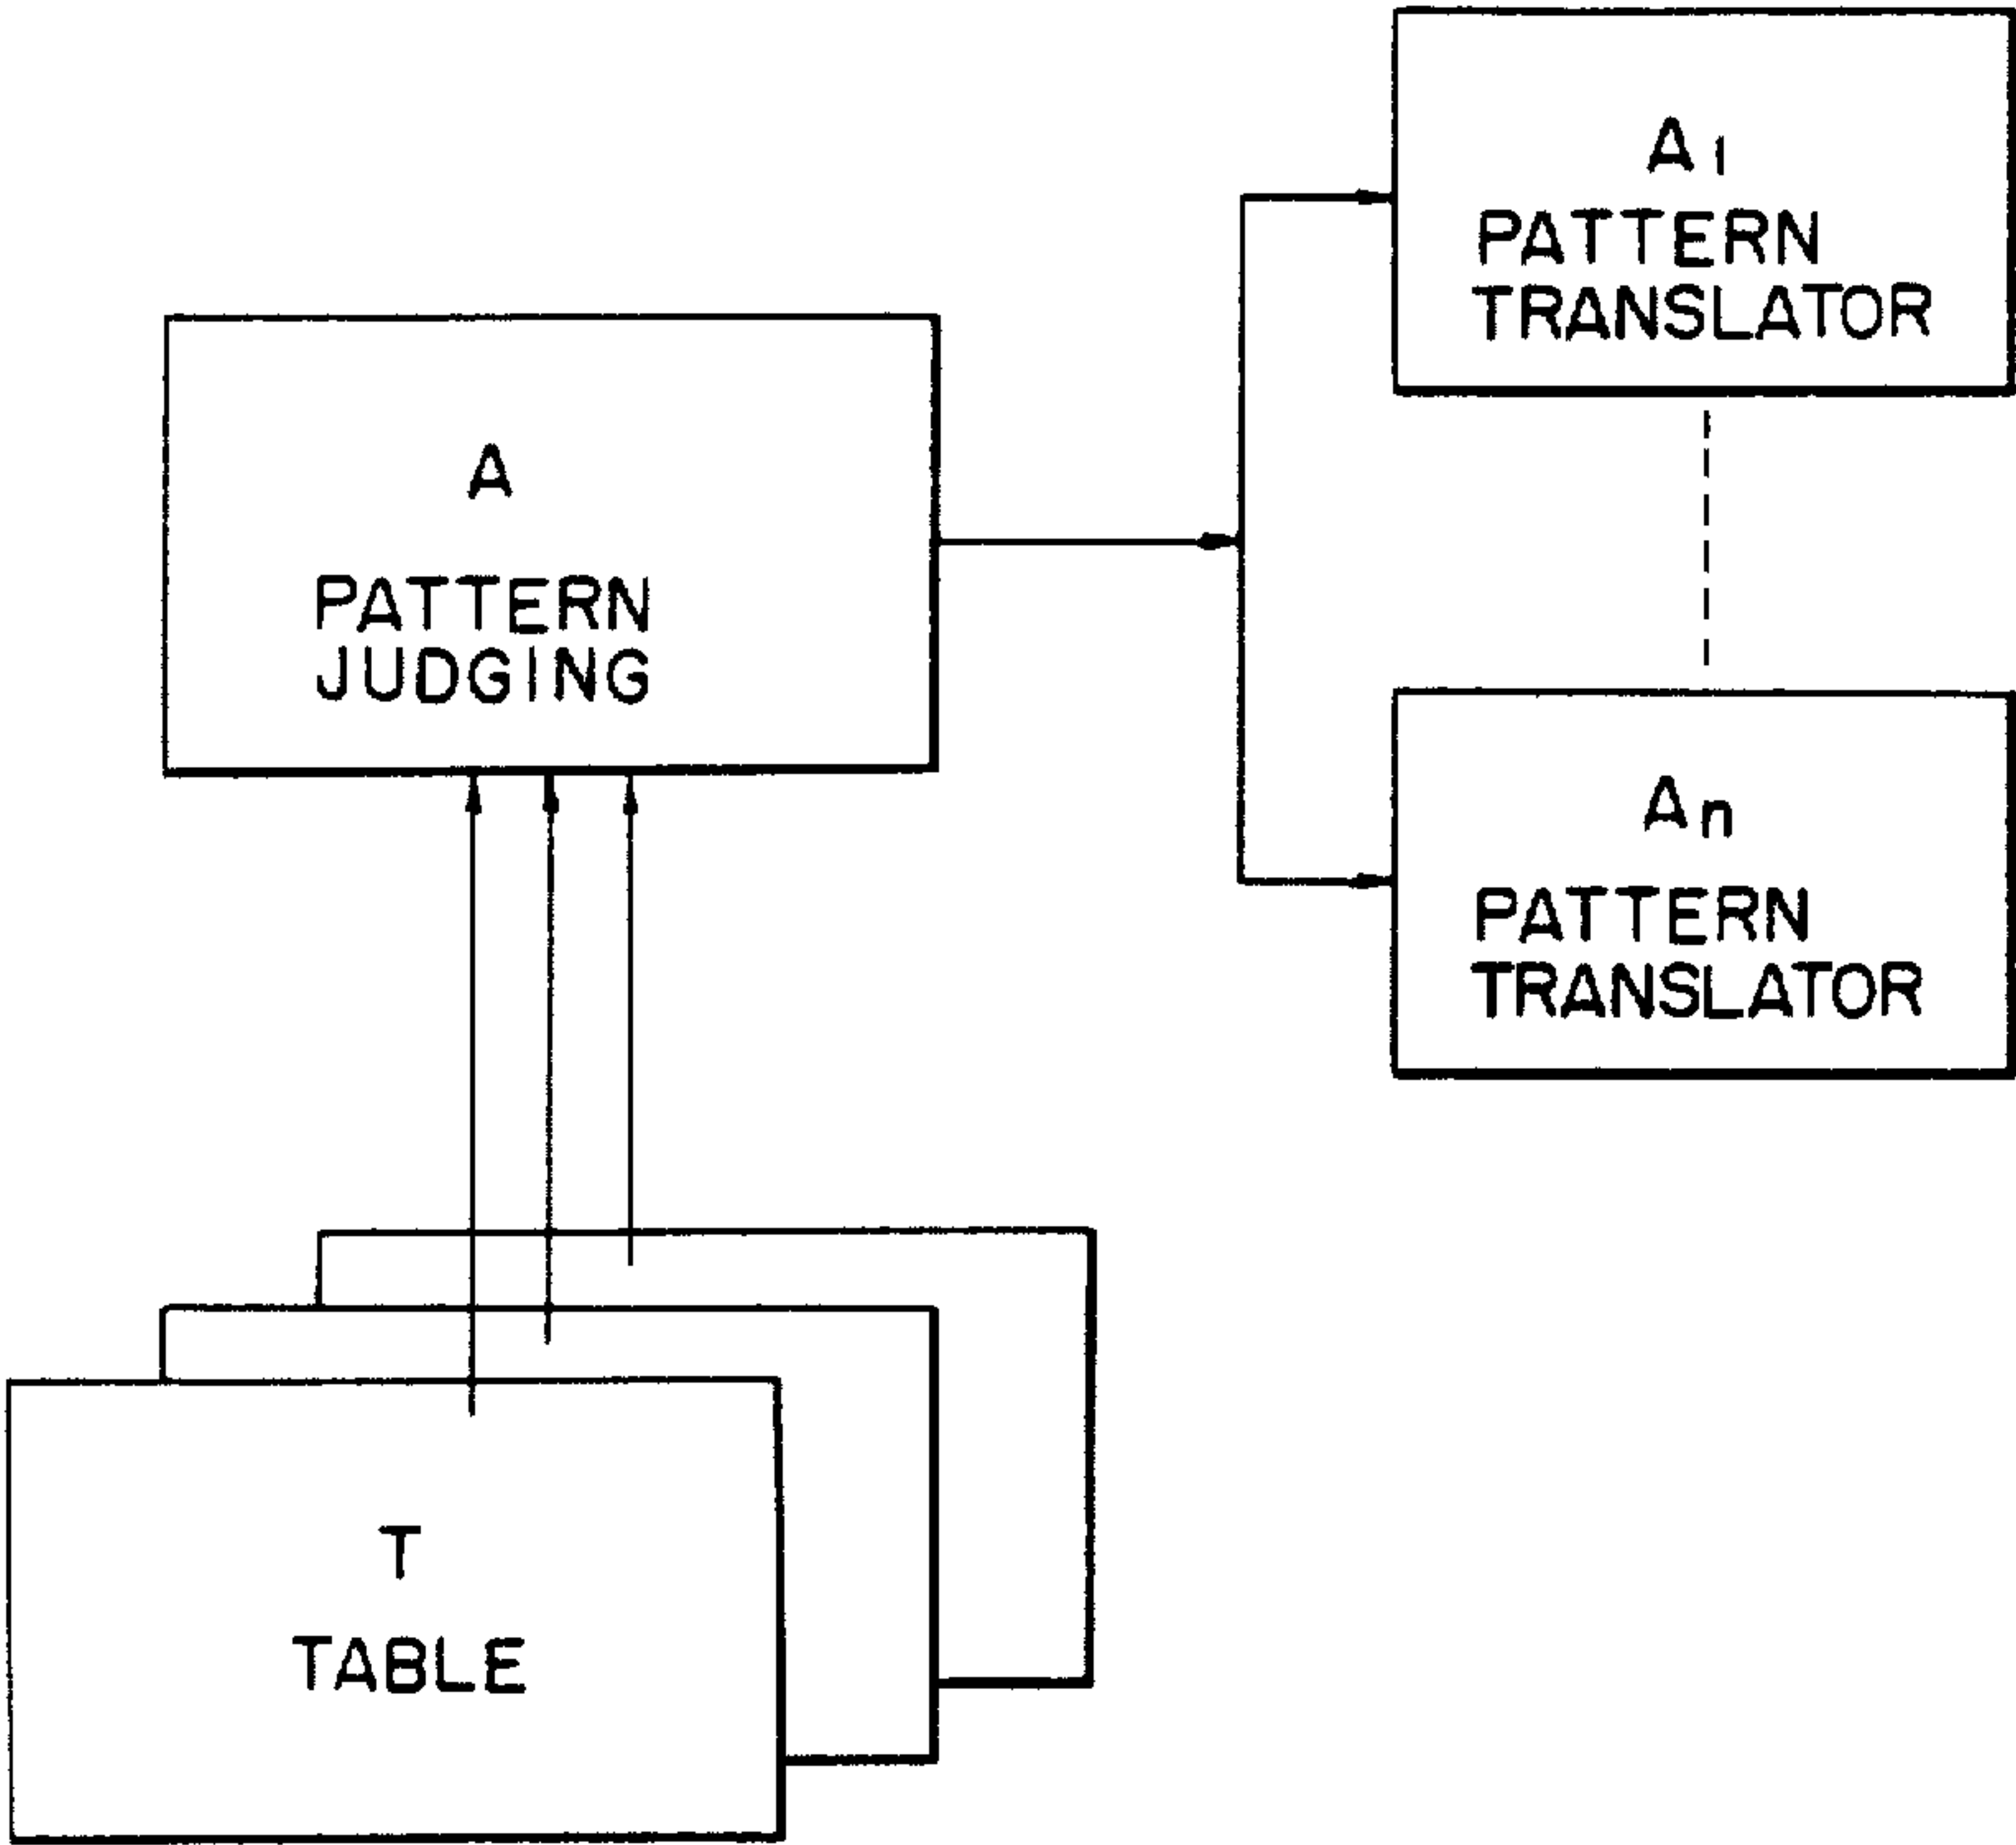 A1
PATTERN
TRANSLATOR
A
PATTERN
JUDGING
An
PATTERN
TRANSLATOR
T
TABLE